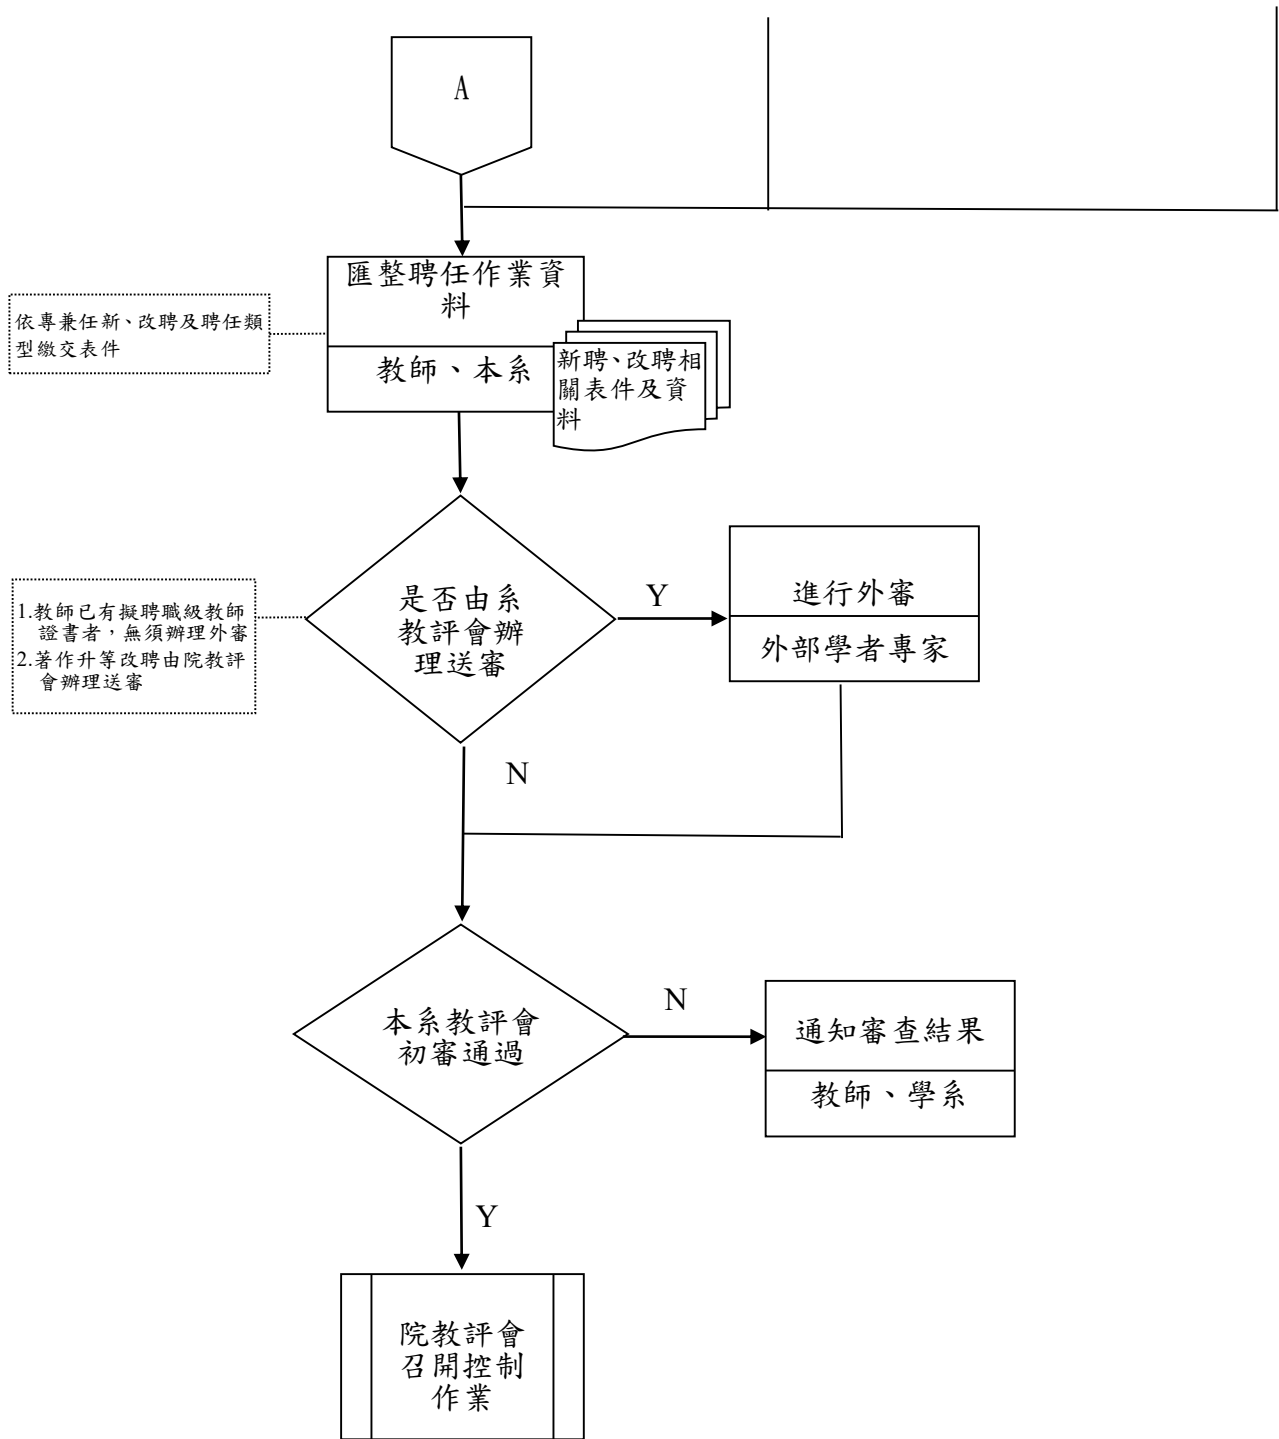 A
匯整聘任作業資
料
教師、本系
依專兼任新、改聘及聘任類
型繳交表件
新聘、改聘相
關表件及資
料
是否由系
教評會辦
理送審
Y
進行外審
外部學者專家
1.教師已有擬聘職級教師
證書者，無須辦理外審
2.著作升等改聘由院教評
會辦理送審
N
本系教評會
初審通過
N
通知審查結果
教師、學系
Y
院教評會
召開控制
作業